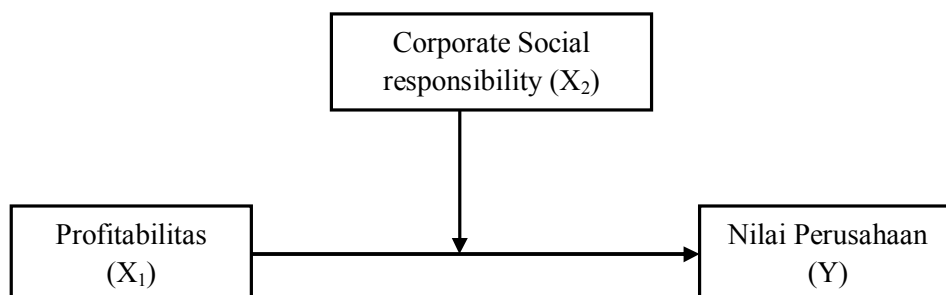 Corporate Social
responsibility (X₂)
Profitabilitas
(X₁)
Nilai Perusahaan
(Y)